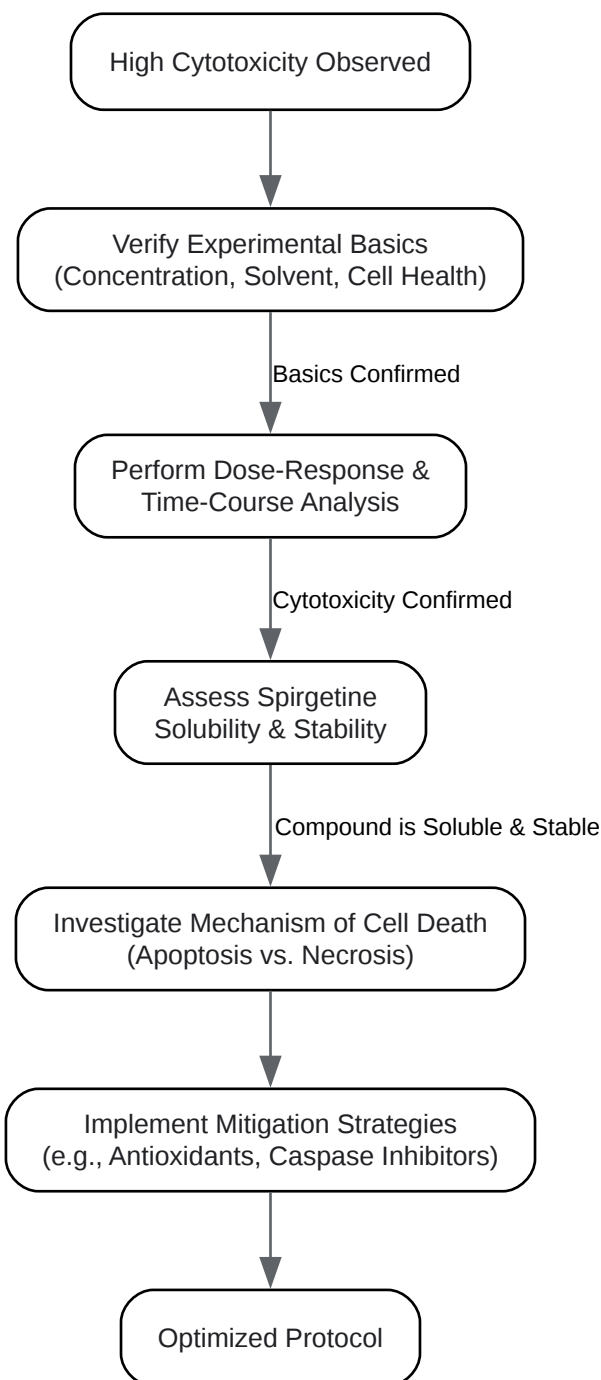 High Cytotoxicity Observed
Verify Experimental Basics
(Concentration, Solvent, Cell Health)
Basics Confirmed
Perform Dose-Response &
Time-Course Analysis
Cytotoxicity Confirmed
Assess Spirgetine
Solubility & Stability
Compound is Soluble & Stable
Investigate Mechanism of Cell Death
(Apoptosis vs. Necrosis)
Implement Mitigation Strategies
(e.g., Antioxidants, Caspase Inhibitors)
Optimized Protocol